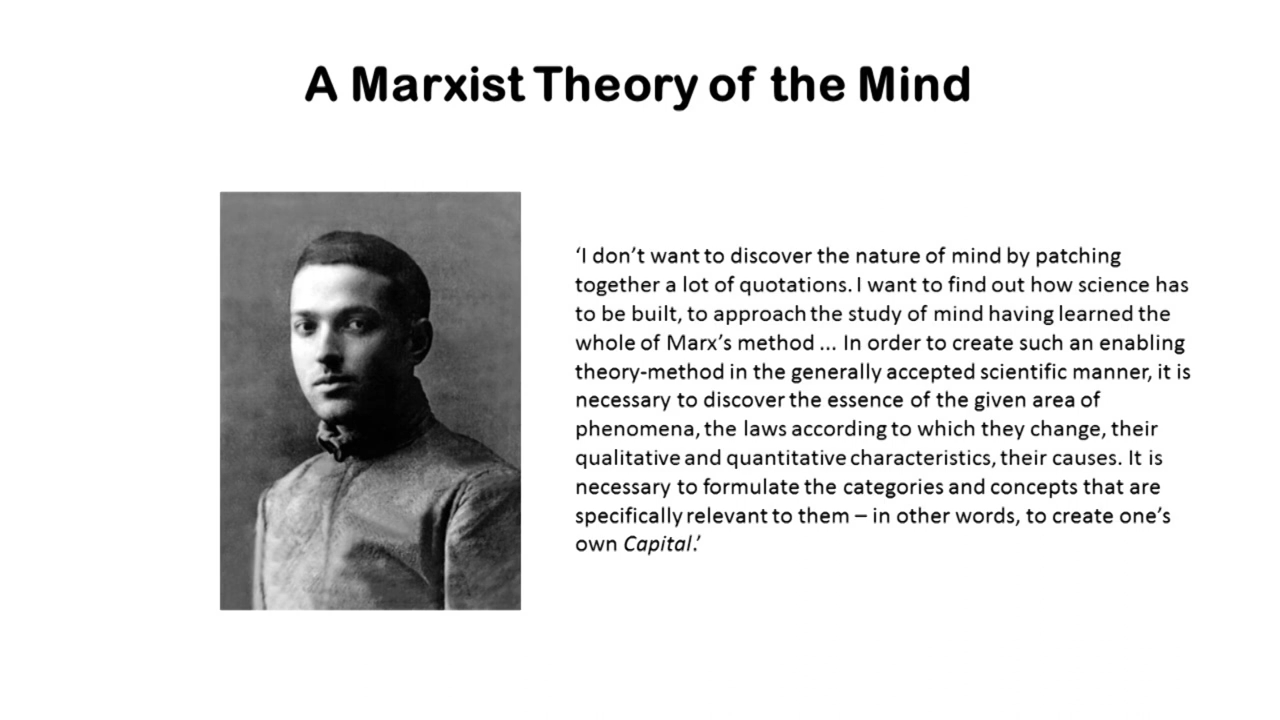 A Marxist Theory of the Mind
‘I don’t want to discover the nature of mind by patching
together a lot of quotations. I want to find out how science has
to be built, to approach the study of mind having learned the
whole of Marx’s method ... In order to create such an enabling
theory-method in the generally accepted scientific manner, it is
necessary to discover the essence of the given area of
phenomena, the laws according to which they change, their
qualitative and quantitative characteristics, their causes. It is
necessary to formulate the categories and concepts that are
specifically relevant to them – in other words, to create one’s
own Capital.’